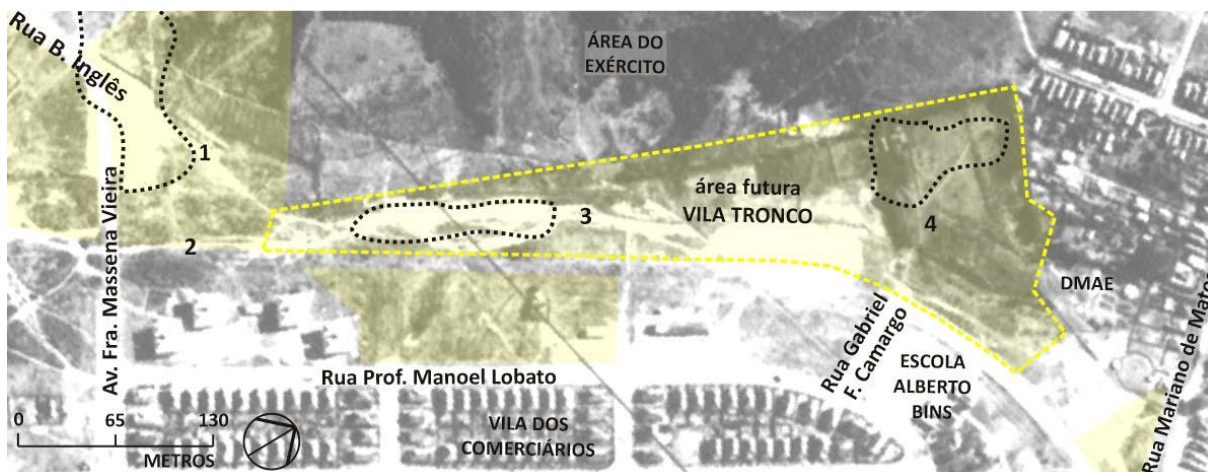 Rua B. Inglês
ÁREA DO
EXÉRCITO
1
área futura
VILA TRONCO
3
4
2
Av. Fra. Massena Vieira
DMAE
Rua Gabriel
F. Camargo
ESCOLA
ALBERTO
BINS
Rua Mariano de Matos
Rua Prof. Manoel Lobato
VILA DOS
COMERCIÁRIOS
0 65 130
METROS